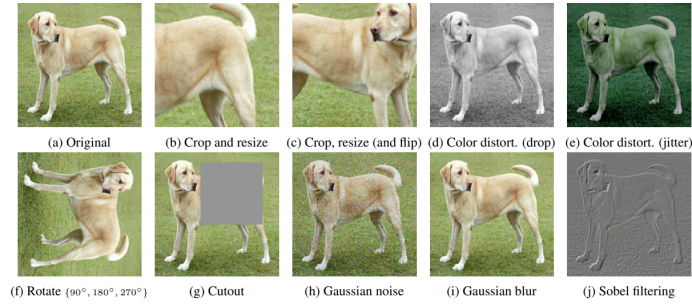 (a) Original
(b) Crop and resize
(c) Crop, resize (and flip)
(d) Color distort. (drop)
(e) Color distort. (jitter)
(f) Rotate {90°, 180°, 270°}
(g) Cutout
(h) Gaussian noise
(i) Gaussian blur
(j) Sobel filtering